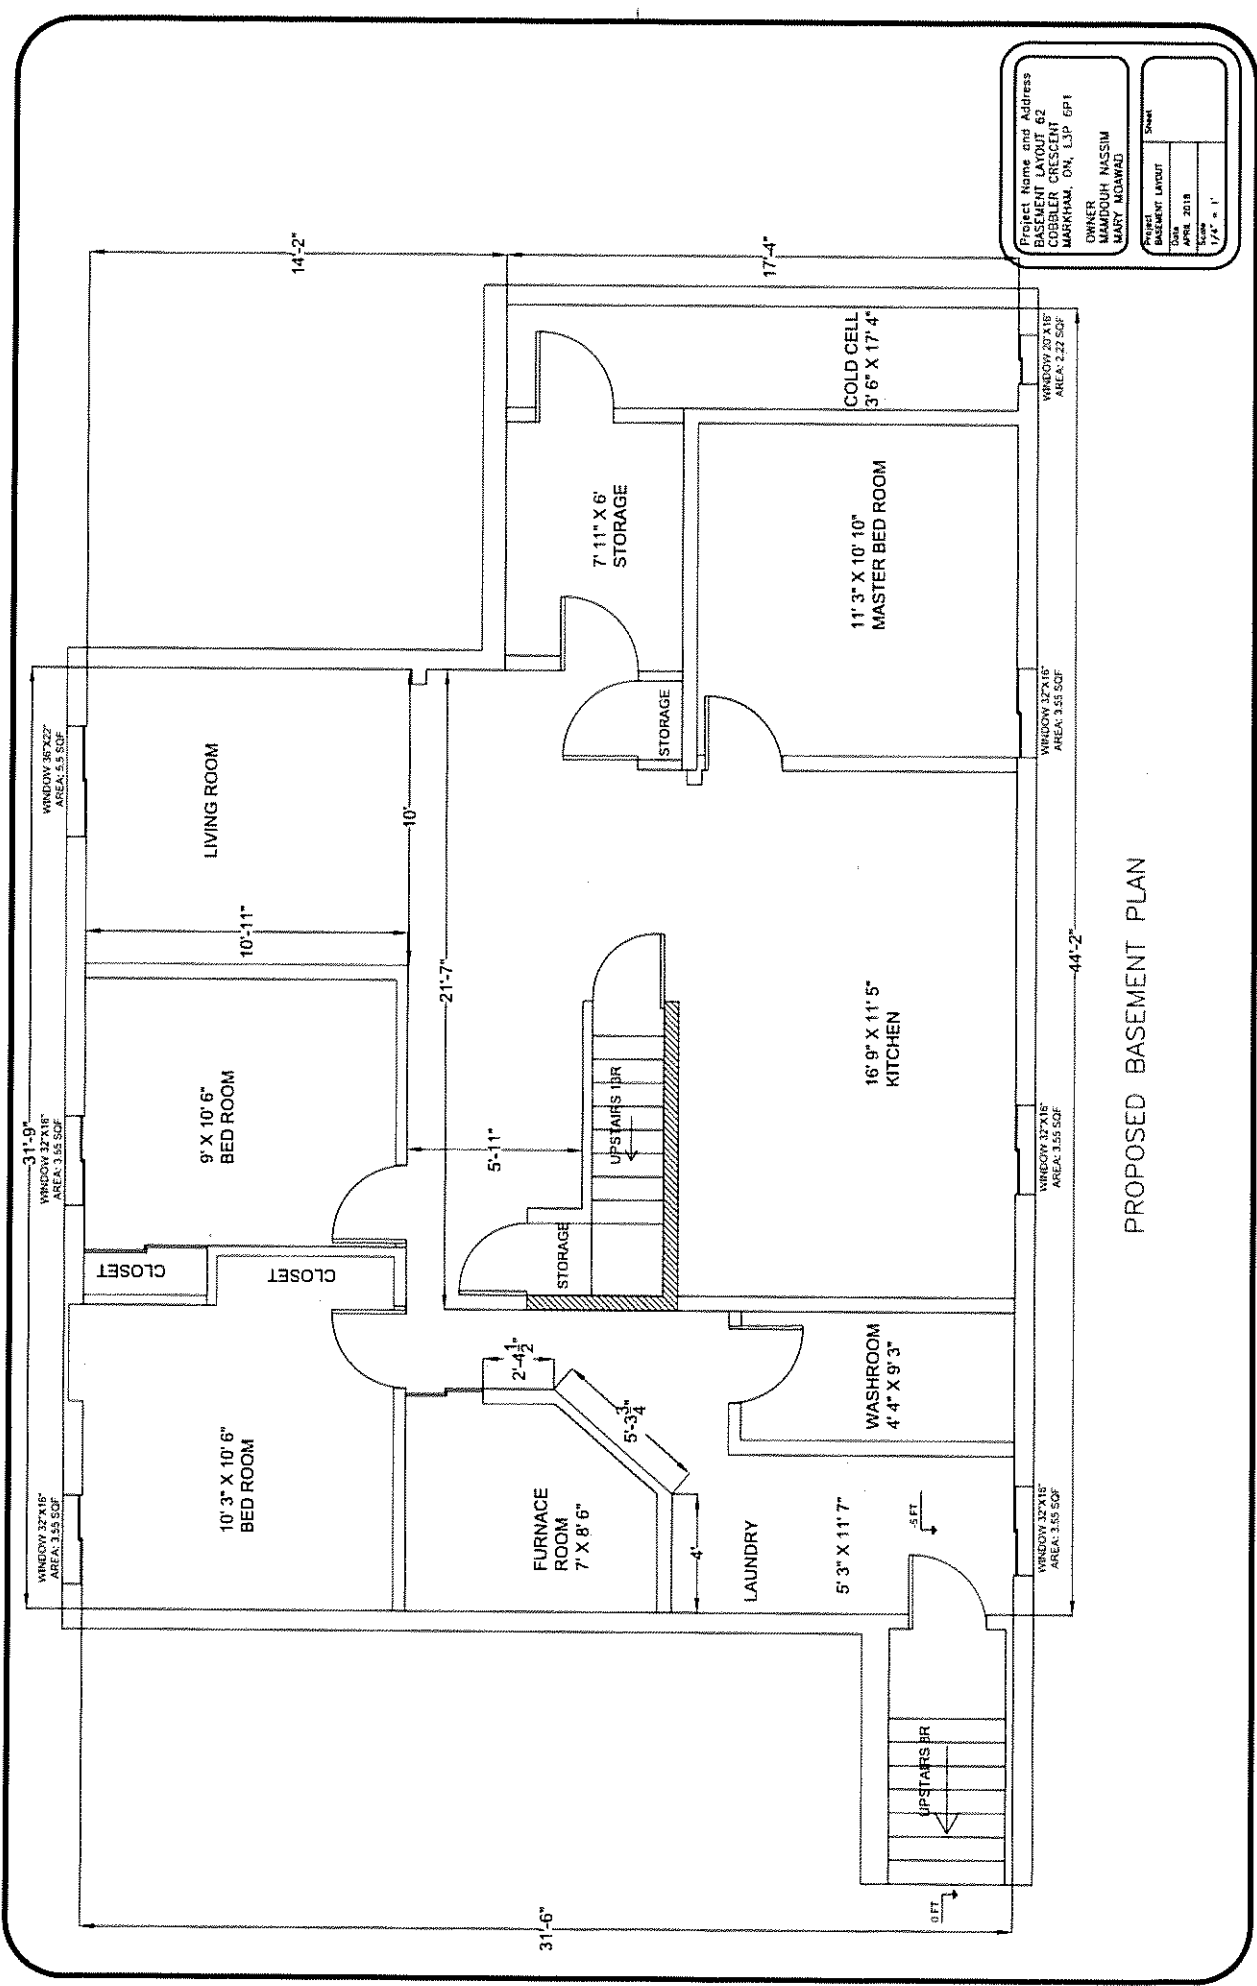 31'-9"
WINDOW 32"X16"
AREA: 3.55 SQF
WINDOW 32"X16"
AREA: 3.55 SQF
WINDOW 36"X22"
AREA: 5.5 SQF
31'-6"
14'-2"
17'-4"
10' 3" X 10' 6"
BED ROOM
CLOSET
CLOSET
9' X 10' 6"
BED ROOM
10'-11"
LIVING ROOM
10'
21'-7"
5'-11"
FURNACE
ROOM
7' X 8' 6"
2'-4½"
5'-3¾"
4'
STORAGE
UPSTAIRS 13R
STORAGE
7' 11" X 6'
STORAGE
LAUNDRY
5' 3" X 11' 7"
WASHROOM
4' 4" X 9' 3"
16' 9" X 11' 5"
KITCHEN
11' 3" X 10' 10"
MASTER BED ROOM
COLD CELL
3' 6" X 17' 4"
UPSTAIRS 8R
0 FT
-5 FT
WINDOW 32"X16"
AREA: 3.55 SQF
WINDOW 32"X16"
AREA: 3.55 SQF
WINDOW 32"X16"
AREA: 3.55 SQF
WINDOW 20"X16"
AREA: 2.22 SQF
44'-2"
PROPOSED BASEMENT PLAN
Project Name and Address
BASEMENT LAYOUT 62
COBBLER CRESCENT
MARKHAM, ON, L3P 6P1
OWNER
MAMDOUH NASSIM
MARY MOAWAD
Project
BASEMENT LAYOUT
Date
APRIL 2018
Scale
1/4" = 1'
Sheet